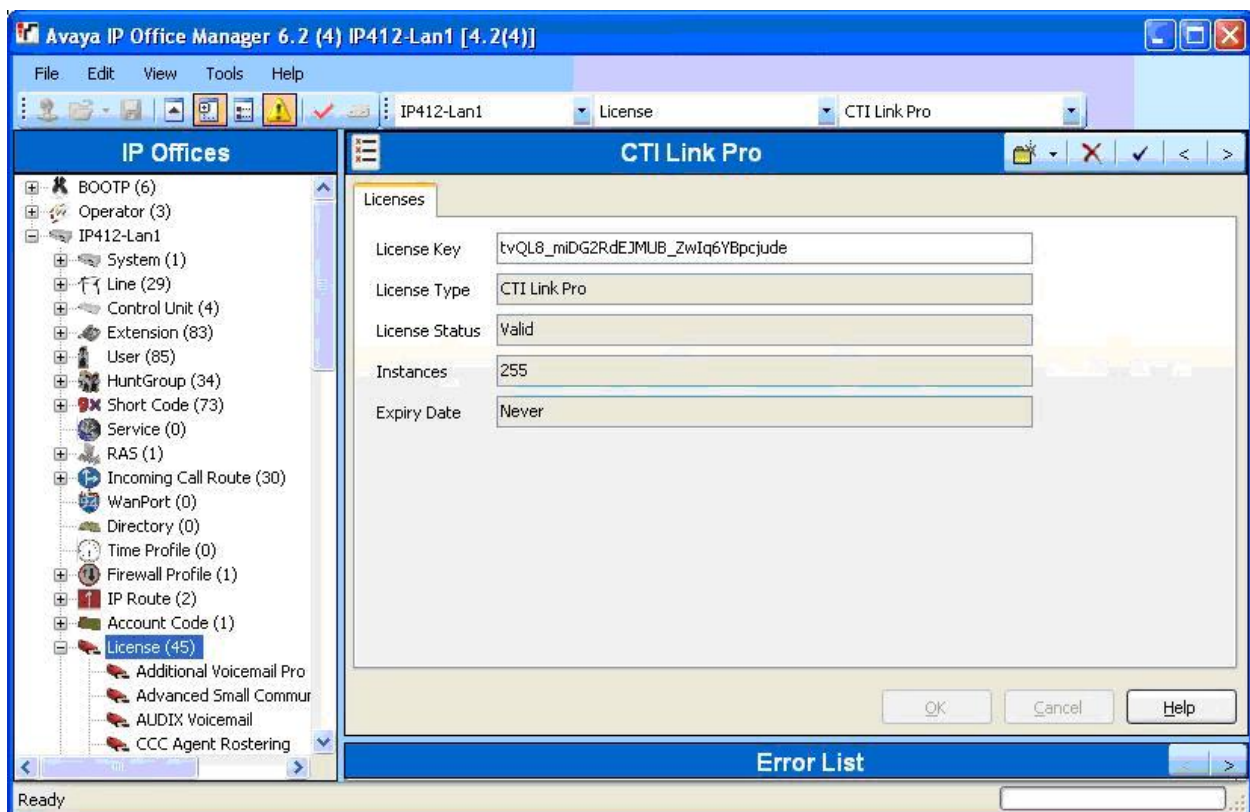 Avaya IP Office Manager 6.2 (4) IP412-Lan1 [4.2(4)]
File Edit View Tools Help
IP412-Lan1 License CTI Link Pro
IP Offices
BOOTP (6)
Operator (3)
IP412-Lan1
System (1)
Line (29)
Control Unit (4)
Extension (83)
User (85)
HuntGroup (34)
Short Code (73)
Service (0)
RAS (1)
Incoming Call Route (30)
WanPort (0)
Directory (0)
Time Profile (0)
Firewall Profile (1)
IP Route (2)
Account Code (1)
License (45)
Additional Voicemail Pro
Advanced Small Commur
AUDIX Voicemail
CCC Agent Rostering
CTI Link Pro
Licenses
License Key tvQL8_miDG2RdEJMUB_ZwIq6YBpcjude
License Type CTI Link Pro
License Status Valid
Instances 255
Expiry Date Never
OK Cancel Help
Error List
Ready